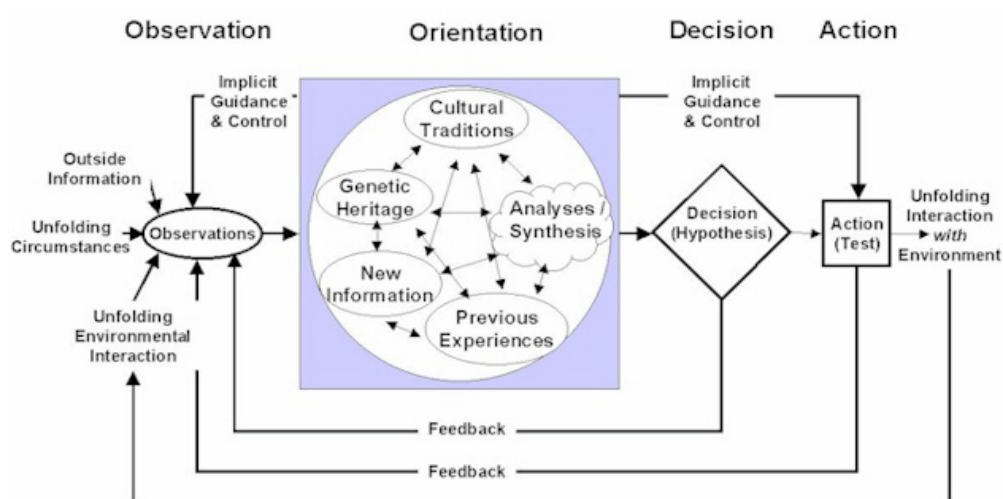 Observation
Orientation
Decision
Action
Implicit
Guidance
& Control
Implicit
Guidance
& Control
Outside
Information
Unfolding
Circumstances
Observations
Unfolding
Environmental
Interaction
Cultural
Traditions
Genetic
Heritage
Analyses /
Synthesis
New
Information
Previous
Experiences
Decision
(Hypothesis)
Action
(Test)
Unfolding
Interaction
with
Environment
Feedback
Feedback